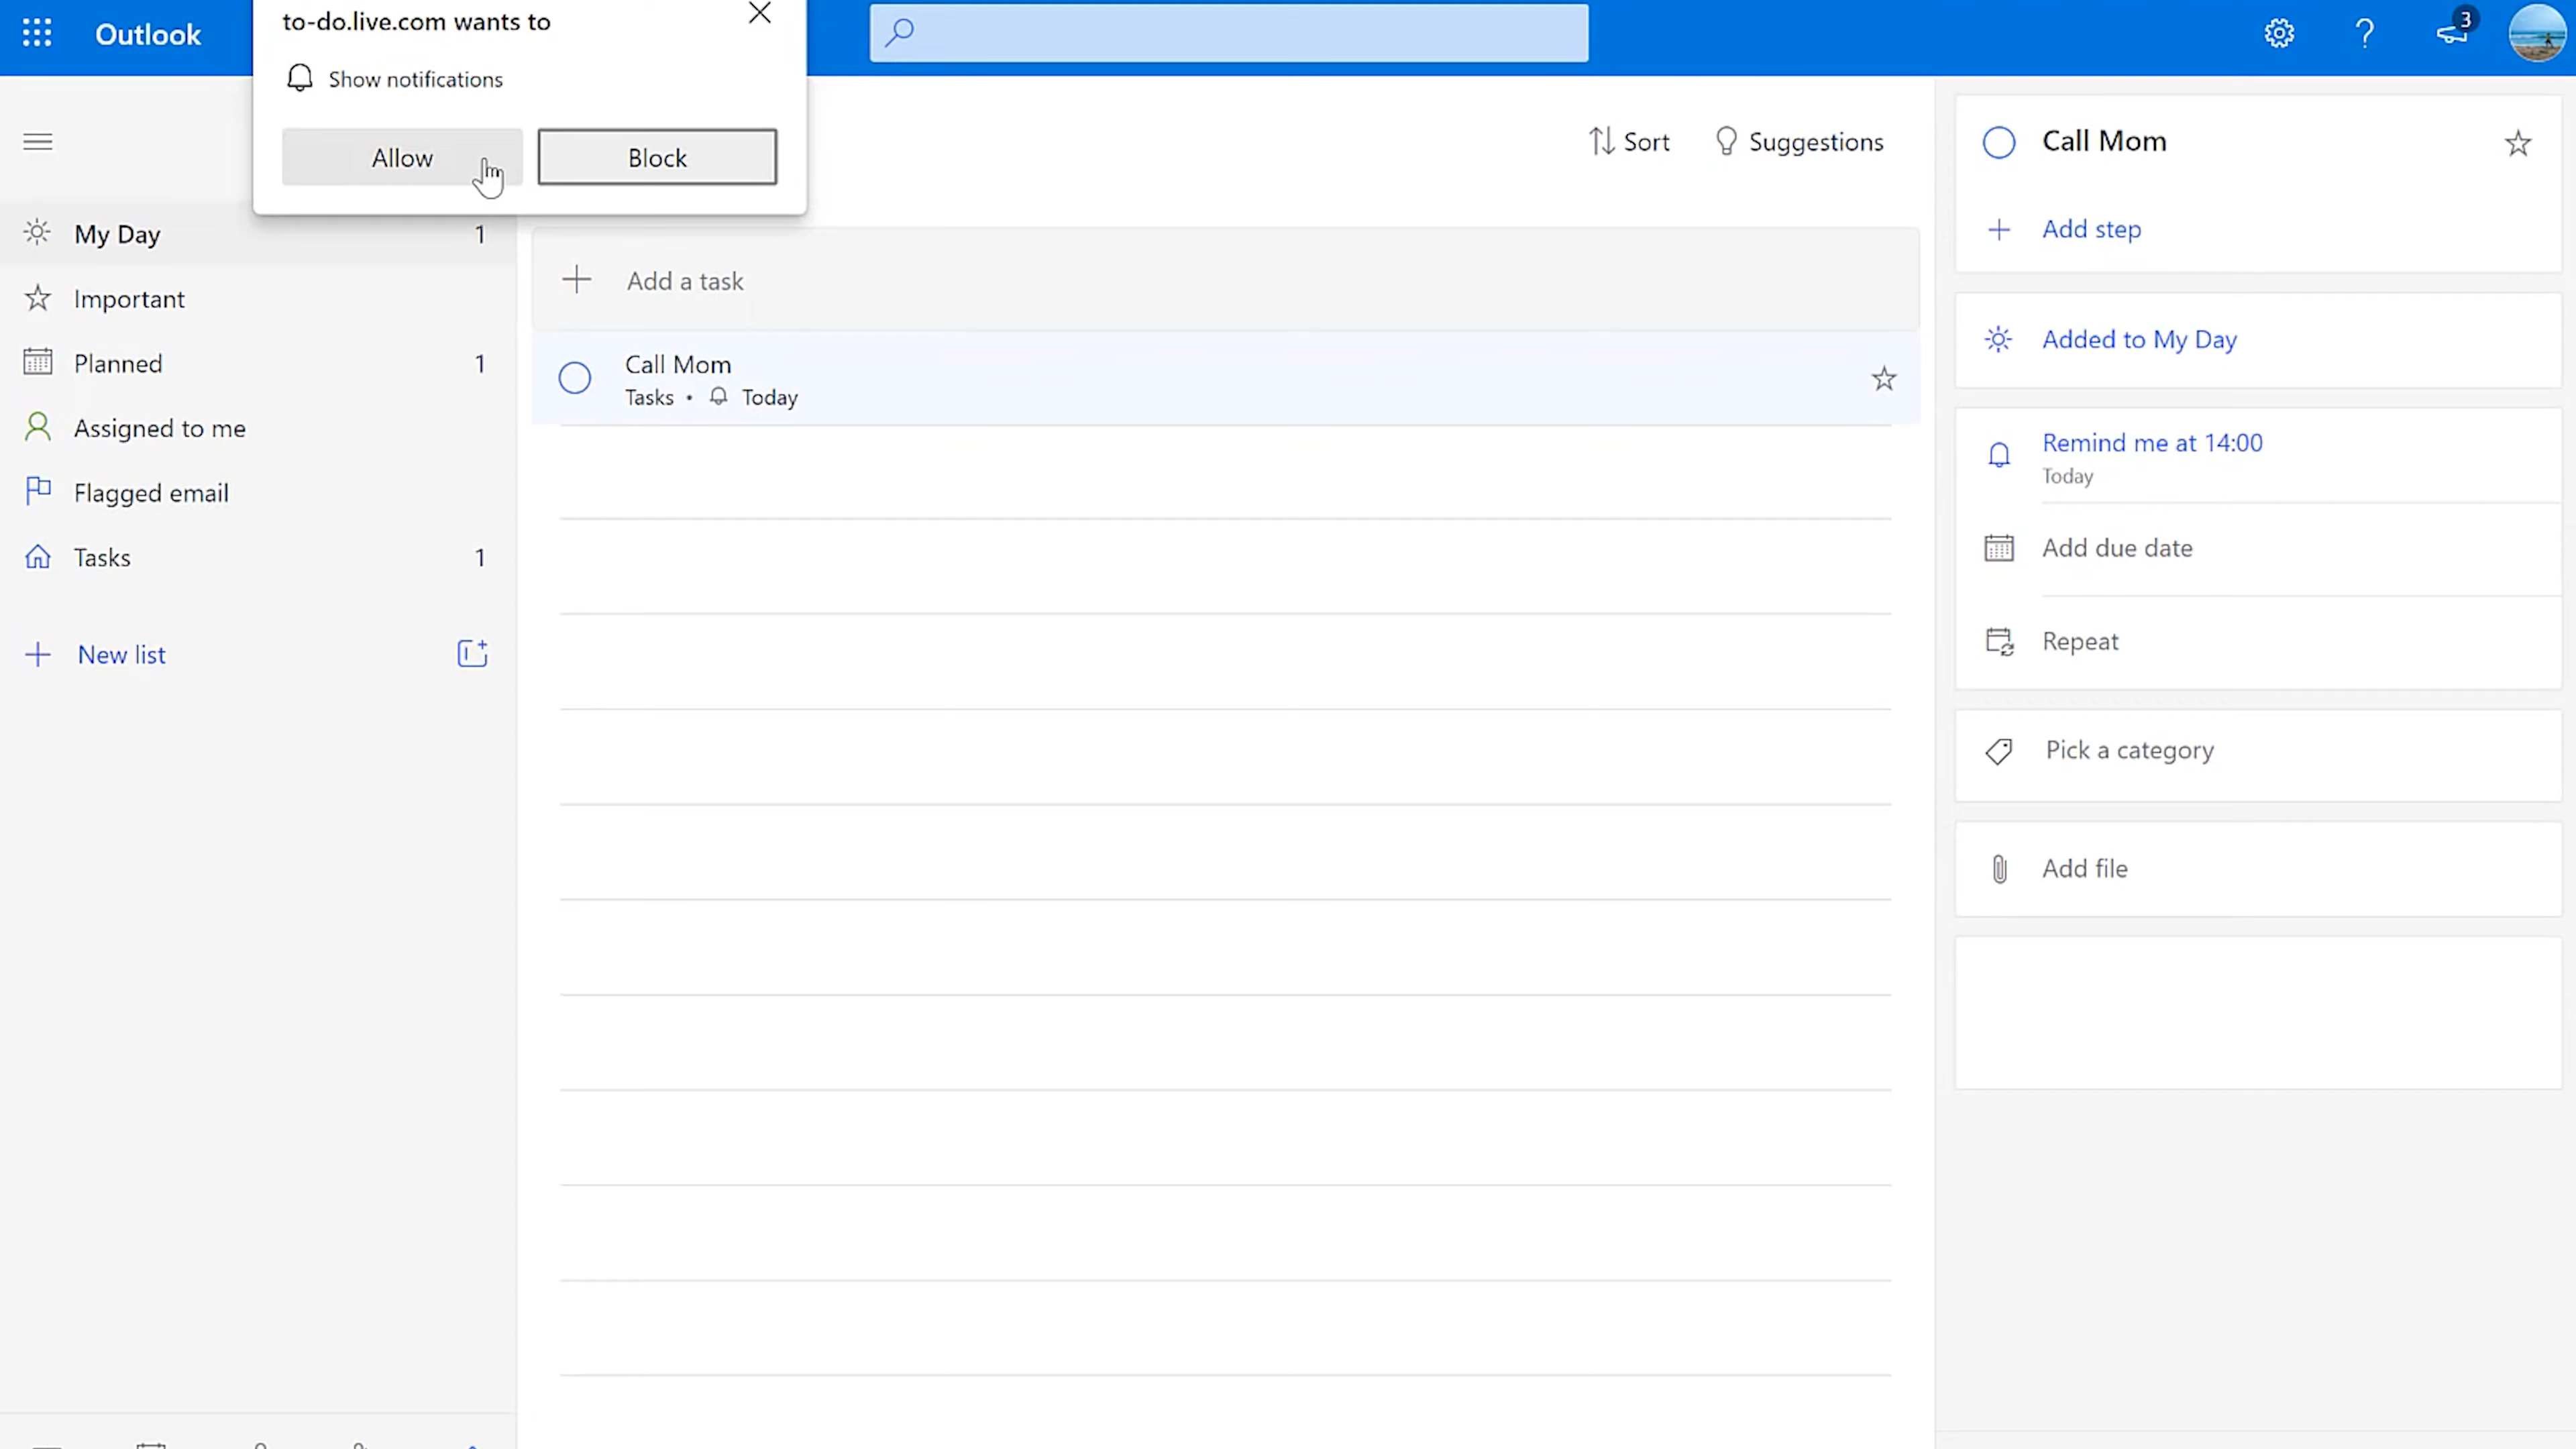 Outlook
to-do.live.com wants to
Show notifications
Allow
Block
3
My Day 1
Important
Planned 1
Assigned to me
Flagged email
Tasks 1
New list
Sort
Suggestions
Add a task
Call Mom
Tasks • Today
Call Mom
Add step
Added to My Day
Remind me at 14:00
Today
Add due date
Repeat
Pick a category
Add file